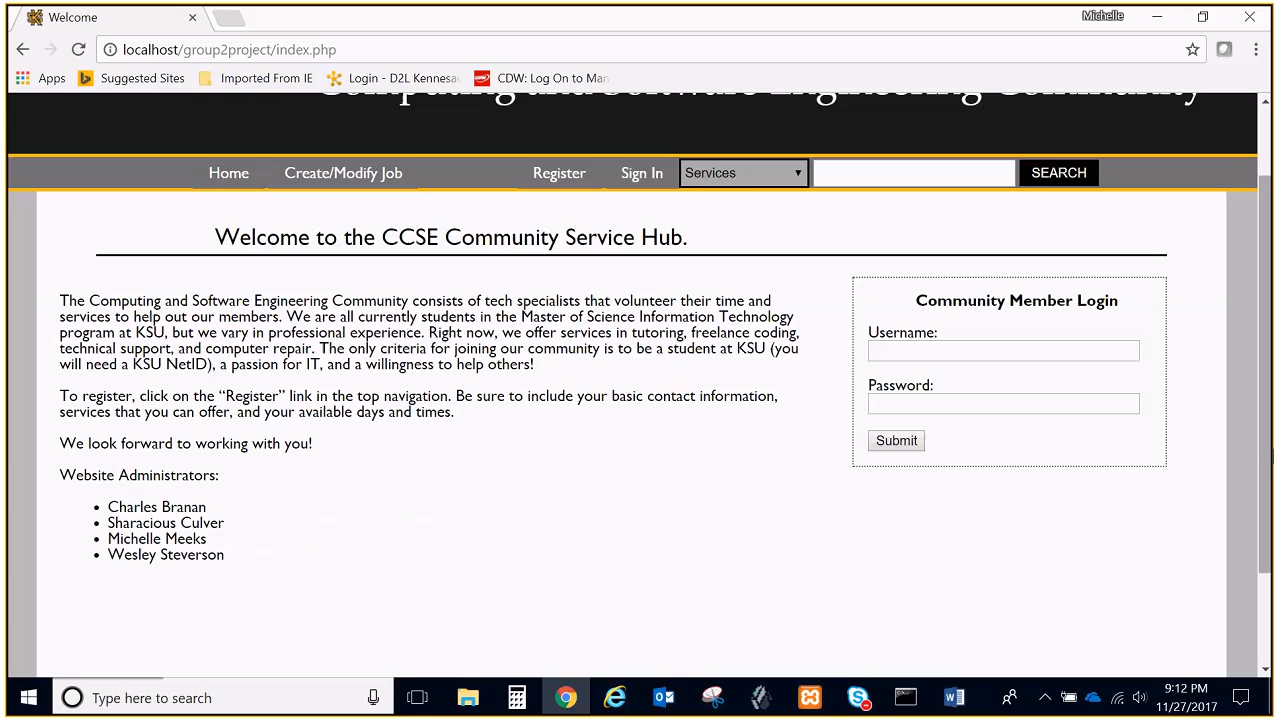 Welcome
Michelle
localhost/group2project/index.php
Apps Suggested Sites Imported From IE Login - D2L Kennesaw CDW: Log On to Man
Computing and Software Engineering Community
Home Create/Modify Job Register Sign In Services SEARCH
Welcome to the CCSE Community Service Hub.
The Computing and Software Engineering Community consists of tech specialists that volunteer their time and
services to help out our members. We are all currently students in the Master of Science Information Technology
program at KSU, but we vary in professional experience. Right now, we offer services in tutoring, freelance coding,
technical support, and computer repair. The only criteria for joining our community is to be a student at KSU (you
will need a KSU NetID), a passion for IT, and a willingness to help others!
To register, click on the “Register” link in the top navigation. Be sure to include your basic contact information,
services that you can offer, and your available days and times.
We look forward to working with you!
Website Administrators:
• Charles Branan
• Sharacious Culver
• Michelle Meeks
• Wesley Steverson
Community Member Login
Username:
Password:
Submit
Type here to search
9:12 PM
11/27/2017